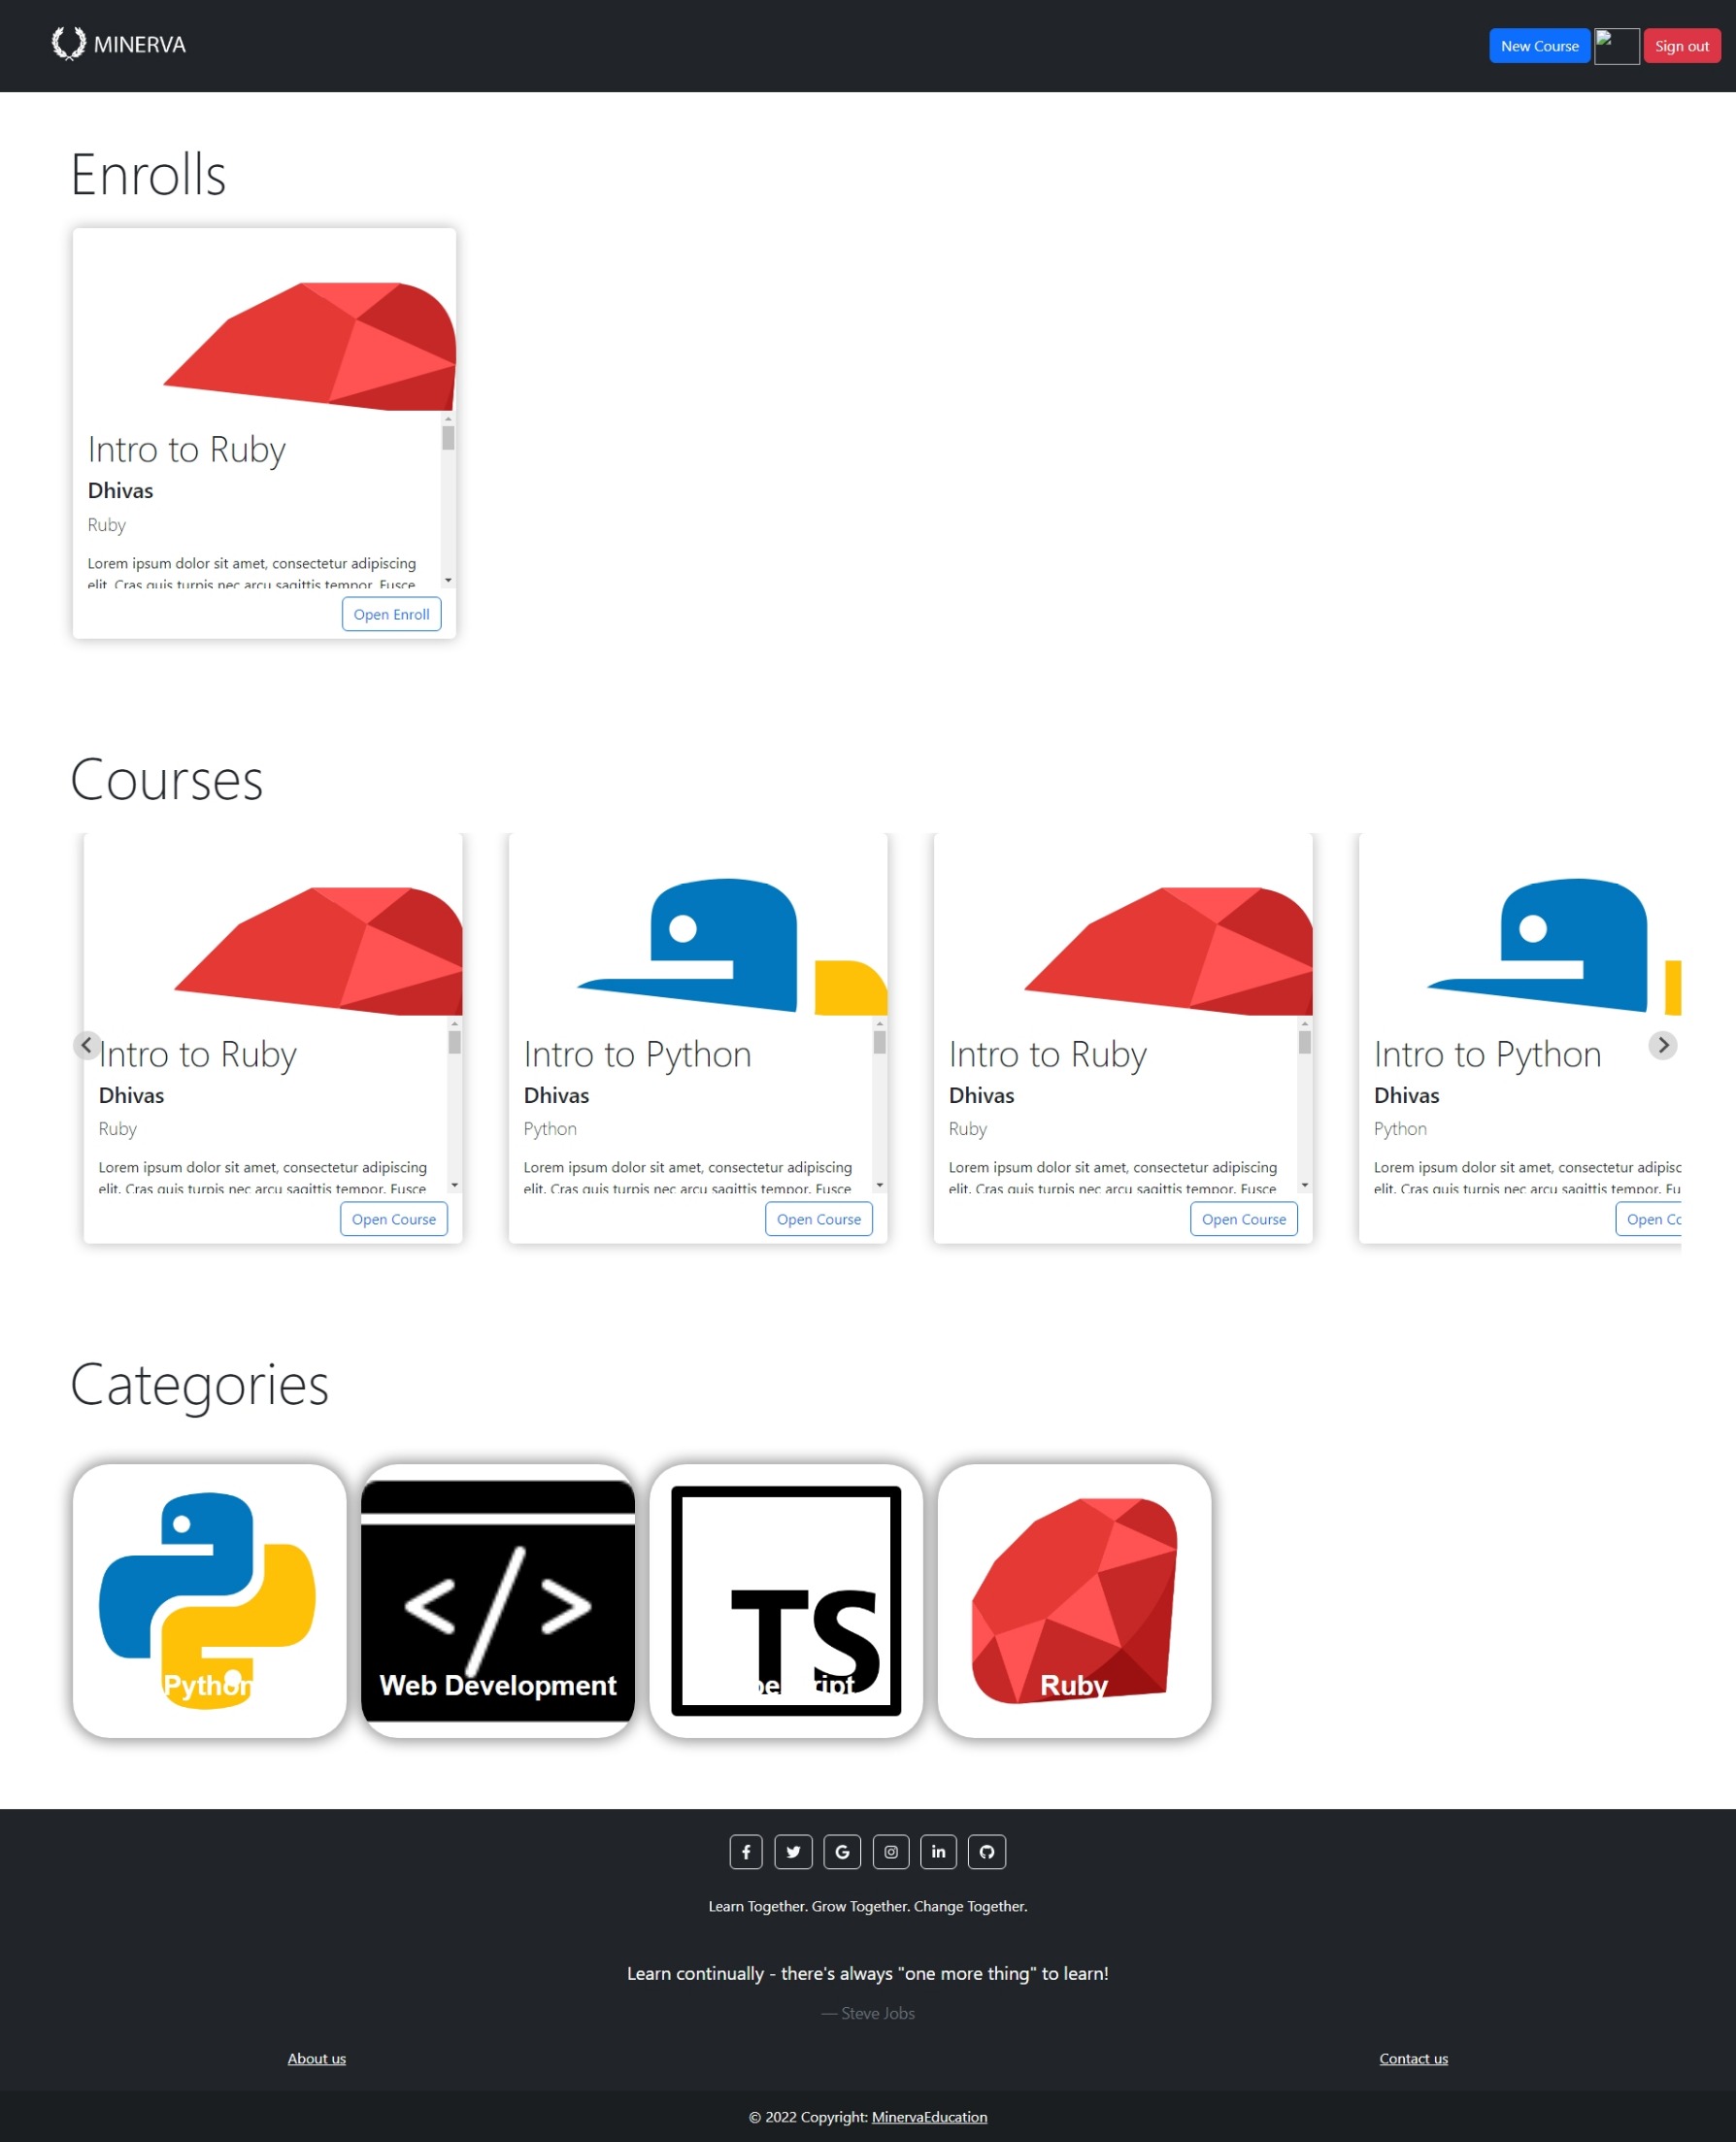 MINERVA
New Course
Sign out
Enrolls
Intro to Ruby
Dhivas
Ruby
Lorem ipsum dolor sit amet, consectetur adipiscing
elit. Cras quis turpis nec arcu sagittis tempor. Fusce
Open Enroll
Courses
Intro to Ruby
Dhivas
Ruby
Lorem ipsum dolor sit amet, consectetur adipiscing
elit. Cras quis turpis nec arcu sagittis tempor. Fusce
Open Course
Intro to Python
Dhivas
Python
Lorem ipsum dolor sit amet, consectetur adipiscing
elit. Cras quis turpis nec arcu sagittis tempor. Fusce
Open Course
Intro to Ruby
Dhivas
Ruby
Lorem ipsum dolor sit amet, consectetur adipiscing
elit. Cras quis turpis nec arcu sagittis tempor. Fusce
Open Course
Intro to Python
Dhivas
Python
Lorem ipsum dolor sit amet, consectetur adipisc
elit. Cras quis turpis nec arcu sagittis tempor. Fu
Open Co
Categories
Python
</>
Web Development
TS
Ruby
Learn Together. Grow Together. Change Together.
Learn continually - there's always "one more thing" to learn!
— Steve Jobs
About us
Contact us
© 2022 Copyright: MinervaEducation